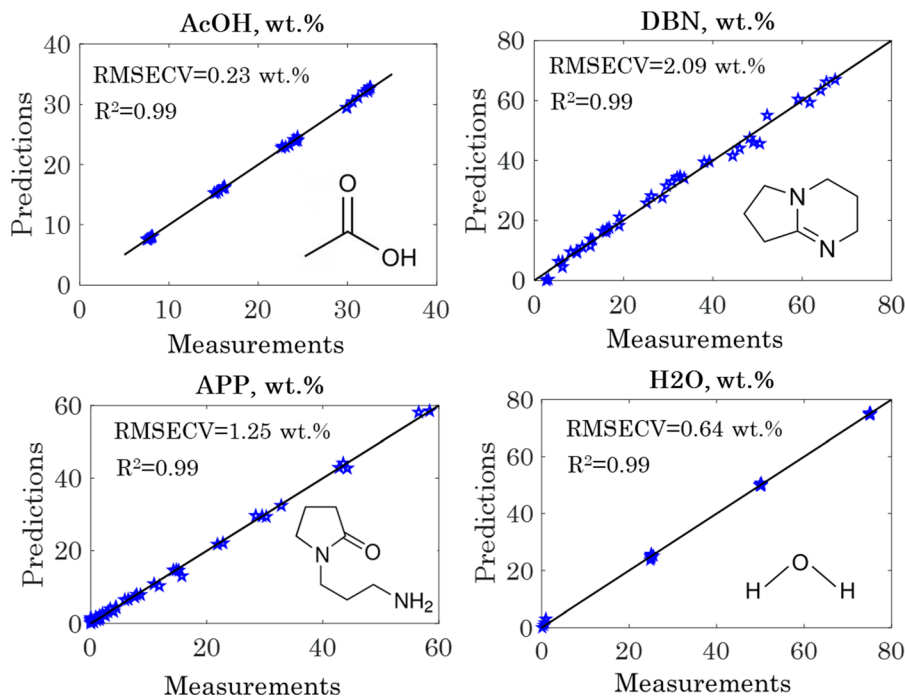 AcOH, wt.%
RMSECV=0.23 wt.%
R²=0.99
Predictions
40
30
20
10
0
O
OH
0 10 20 30 40
Measurements
DBN, wt.%
RMSECV=2.09 wt.%
R²=0.99
Predictions
80
60
40
20
0
N
N
0 20 40 60 80
Measurements
APP, wt.%
RMSECV=1.25 wt.%
R²=0.99
Predictions
60
40
20
0
N
O
NH₂
0 20 40 60
Measurements
H2O, wt.%
RMSECV=0.64 wt.%
R²=0.99
Predictions
80
60
40
20
0
O
H H
0 20 40 60 80
Measurements